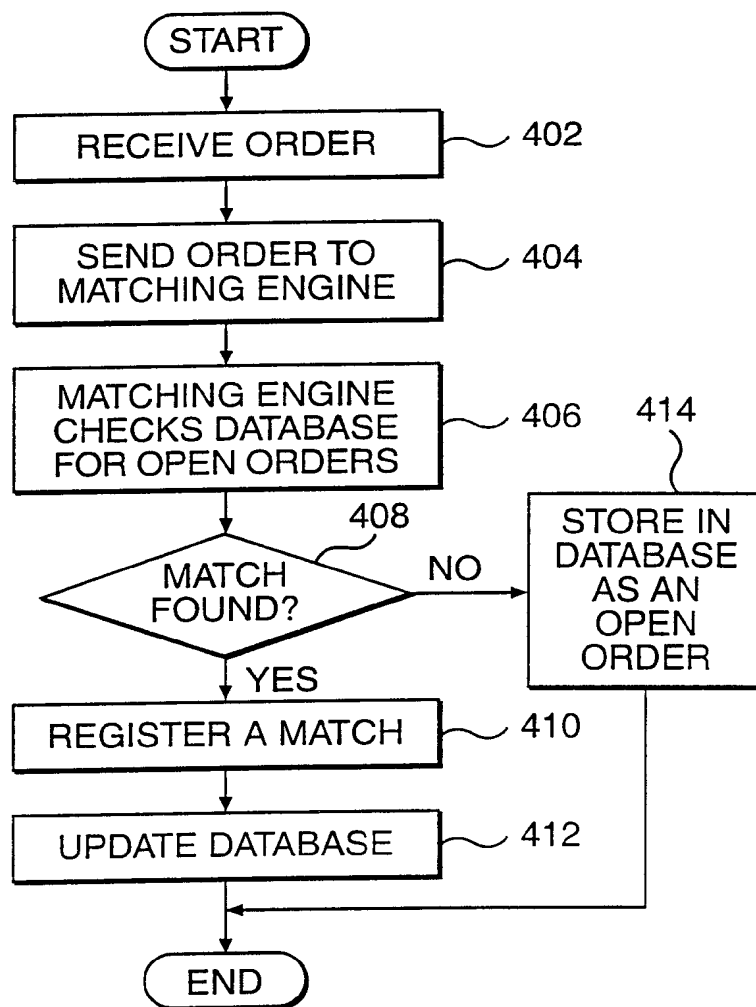 START
RECEIVE ORDER
402
SEND ORDER TO
MATCHING ENGINE
404
MATCHING ENGINE
CHECKS DATABASE
FOR OPEN ORDERS
406
414
408
MATCH
FOUND?
NO
STORE IN
DATABASE
AS AN
OPEN
ORDER
YES
REGISTER A MATCH
410
UPDATE DATABASE
412
END